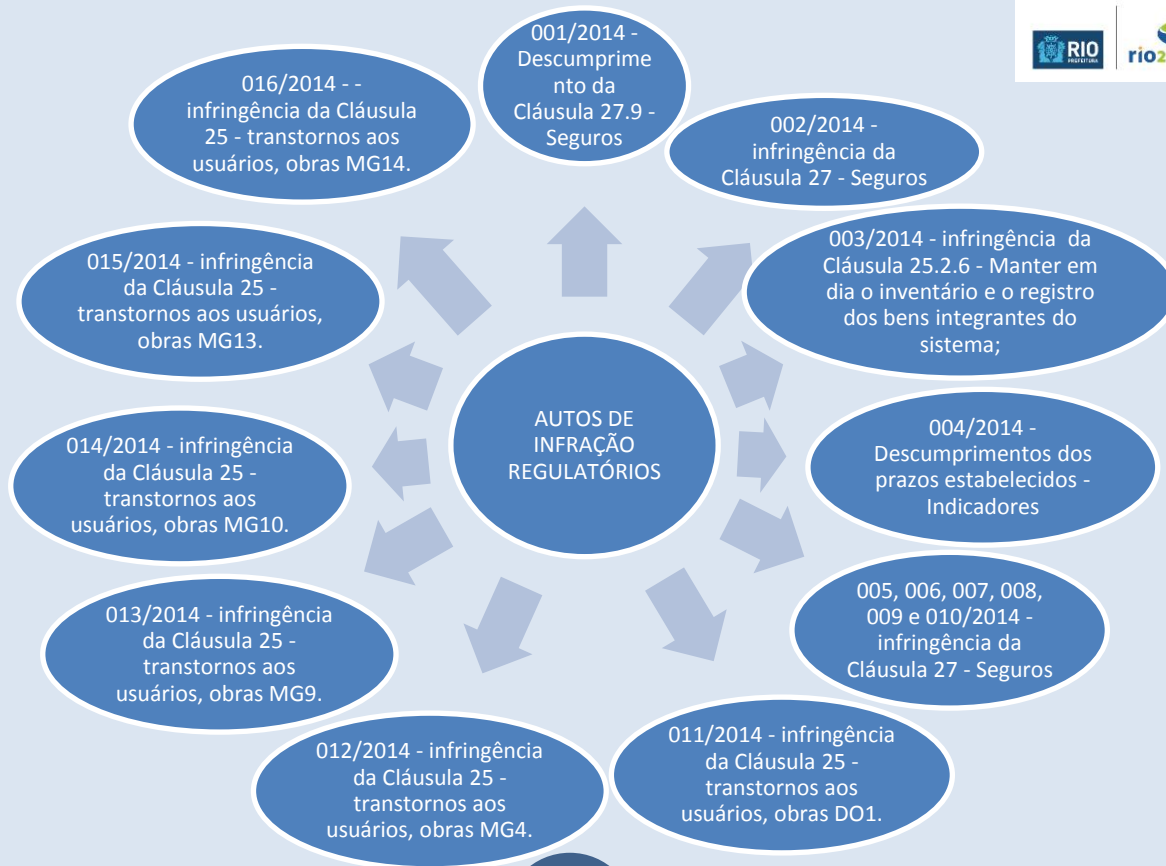 001/2014 -
Descumprime
nto da
Cláusula 27.9 -
Seguros
002/2014 -
infringência da
Cláusula 27 - Seguros
003/2014 - infringência da
Cláusula 25.2.6 - Manter em
dia o inventário e o registro
dos bens integrantes do
sistema;
004/2014 -
Descumprimentos dos
prazos estabelecidos -
Indicadores
005, 006, 007, 008,
009 e 010/2014 -
infringência da
Cláusula 27 - Seguros
011/2014 - infringência
da Cláusula 25 -
transtornos aos
usuários, obras DO1.
012/2014 - infringência
da Cláusula 25 -
transtornos aos
usuários, obras MG4.
013/2014 - infringência
da Cláusula 25 -
transtornos aos
usuários, obras MG9.
014/2014 - infringência
da Cláusula 25 -
transtornos aos
usuários, obras MG10.
015/2014 - infringência
da Cláusula 25 -
transtornos aos usuários,
obras MG13.
016/2014 - -
infringência da Cláusula
25 - transtornos aos
usuários, obras MG14.
AUTOS DE
INFRAÇÃO
REGULATÓRIOS
RIO
PREFEITURA